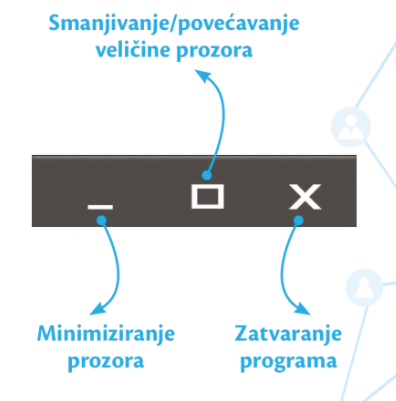 Smanjivanje/povećavanje
veličine prozora
Minimiziranje
prozora
Zatvaranje
programa